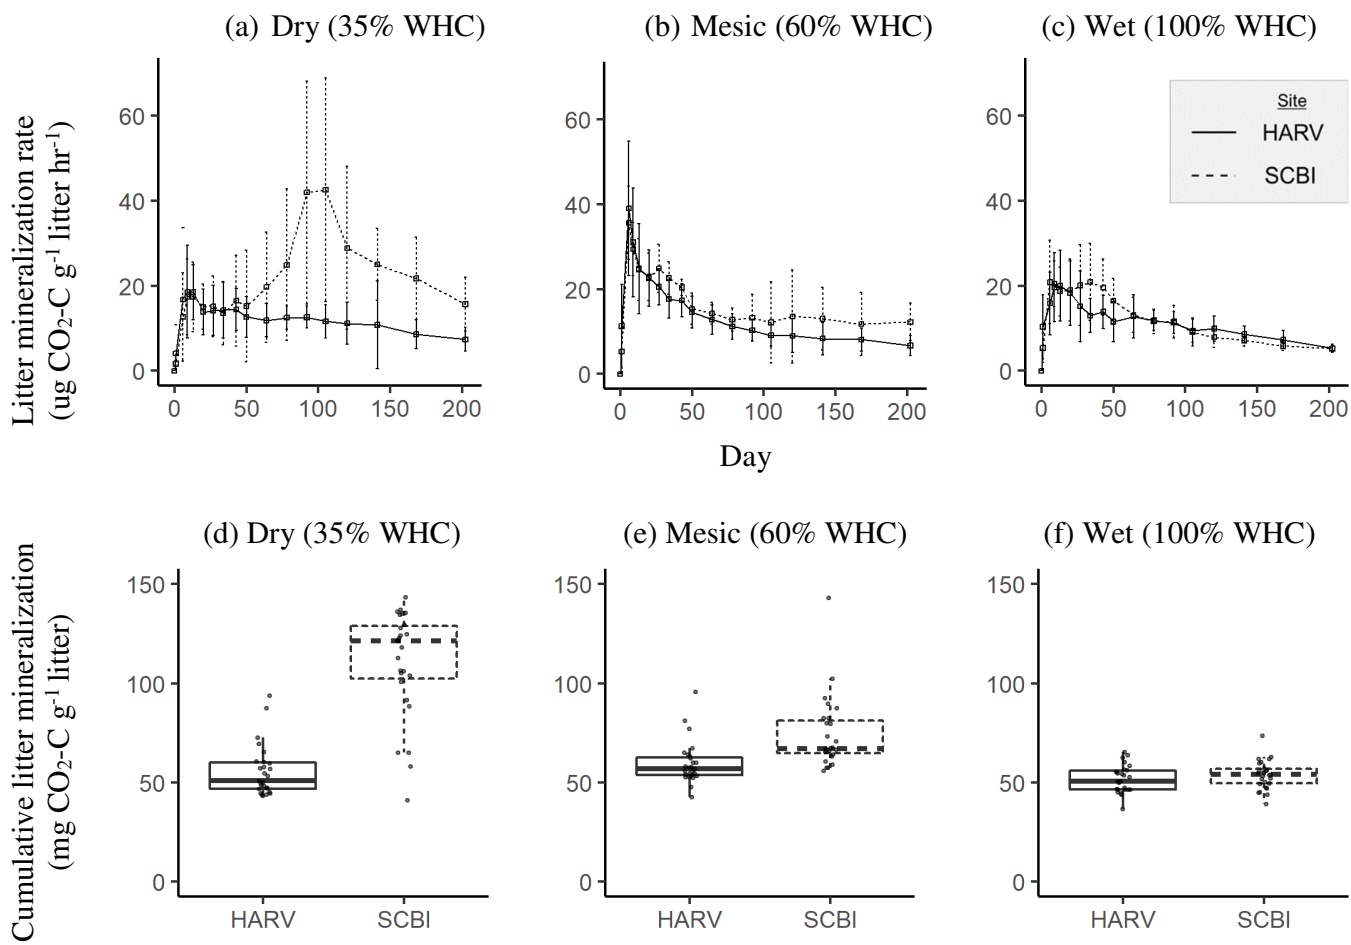 (a) Dry (35% WHC)
(b) Mesic (60% WHC)
(c) Wet (100% WHC)
Litter mineralization rate
(ug CO₂-C g⁻¹ litter hr⁻¹)
60
40
20
0
0 50 100 150 200
60
40
20
0
0 50 100 150 200
60
40
20
0
0 50 100 150 200
Site
HARV
SCBI
Day
(d) Dry (35% WHC)
(e) Mesic (60% WHC)
(f) Wet (100% WHC)
Cumulative litter mineralization
(mg CO₂-C g⁻¹ litter)
150
100
50
0
HARV SCBI
150
100
50
0
HARV SCBI
150
100
50
0
HARV SCBI